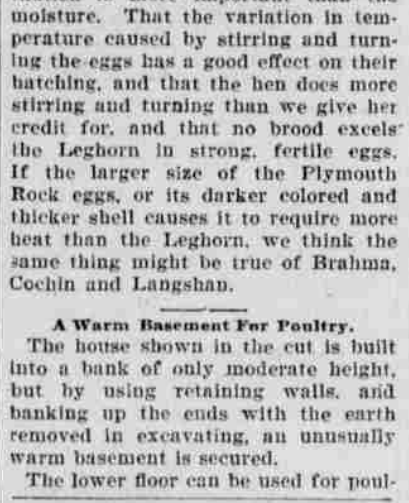 moisture. That the variation in tem-
perature caused by stirring and turn-
ing the eggs has a good effect on their
hatching, and that the hen does more
stirring and turning than we give her
credit for, and that no brood excels
the Leghorn in strong, fertile eggs.
If the larger size of the Plymouth
Rock eggs, or its darker colored and
thicker shell causes it to require more
heat than the Leghorn, we think the
same thing might be true of Brahma,
Cochin and Langshan.
A Warm Basement For Poultry.
The house shown in the cut is built
into a bank of only moderate height,
but by using retaining walls, and
banking up the ends with the earth
removed in excavating, an unusually
warm basement is secured.
The lower floor can be used for poul-